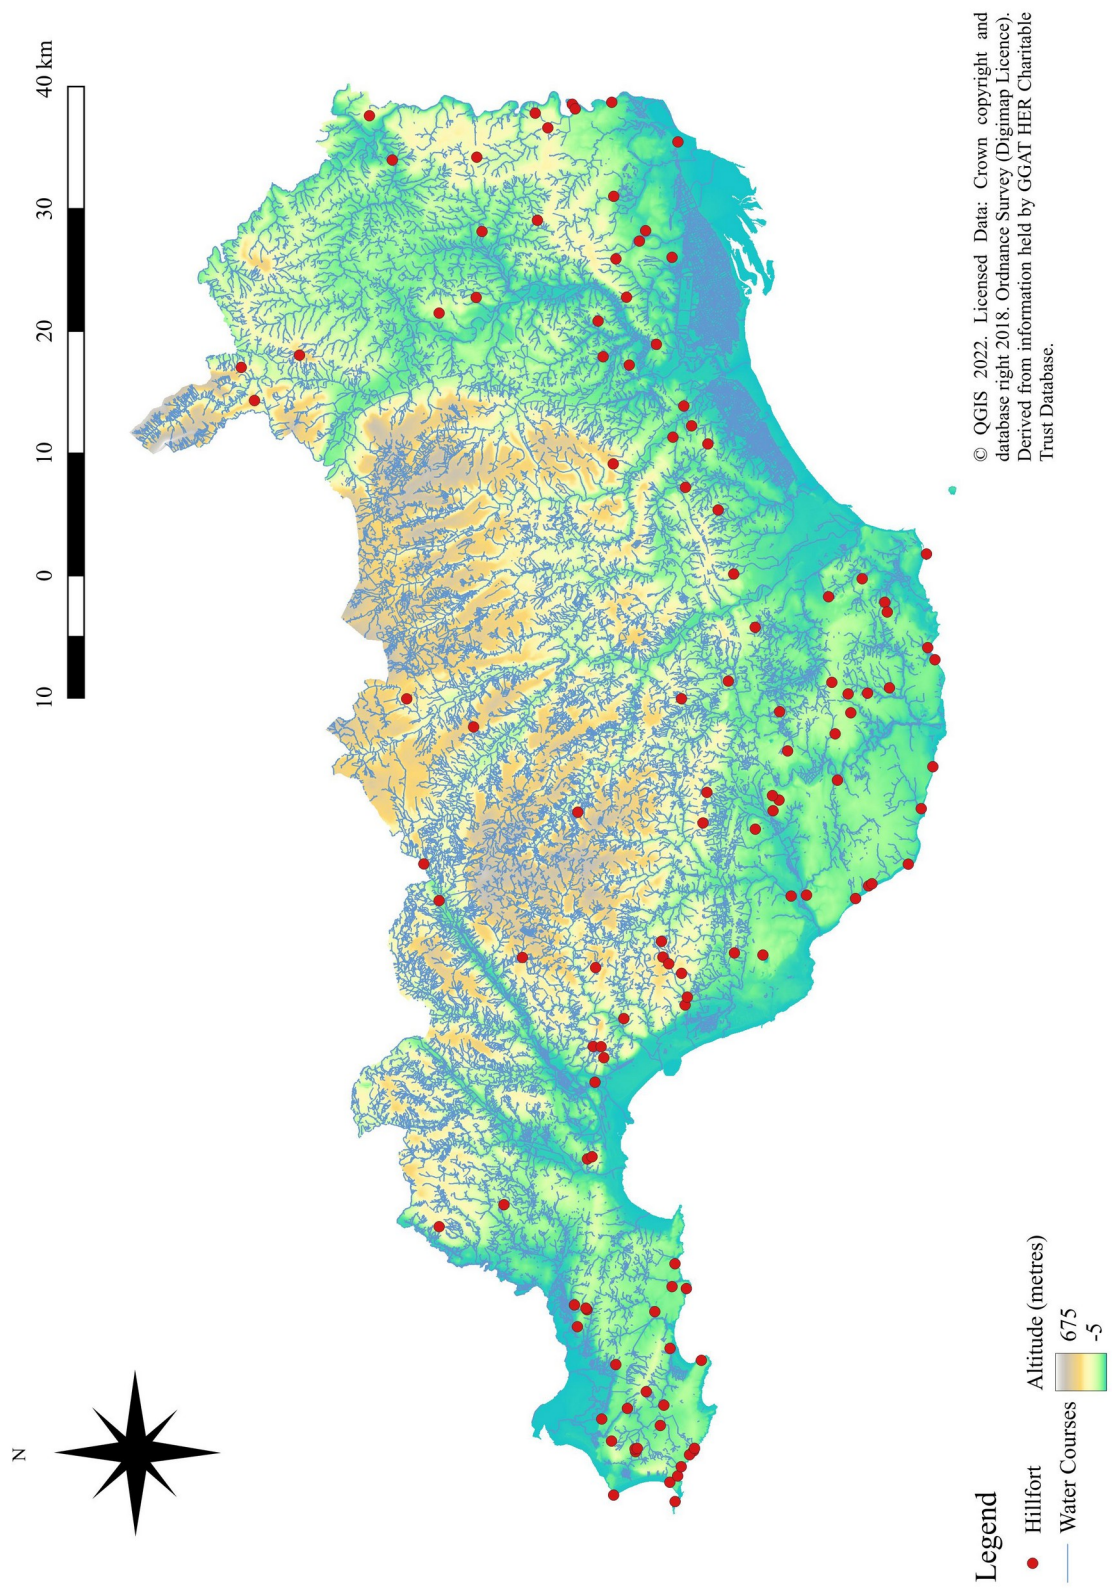 N
10 0 10 20 30 40 km
Legend
Hillfort
Water Courses
Altitude (metres)
675
-5
© QGIS 2022. Licensed Data: Crown copyright and
database right 2018. Ordnance Survey (Digimap Licence).
Derived from information held by GGAT HER Charitable
Trust Database.